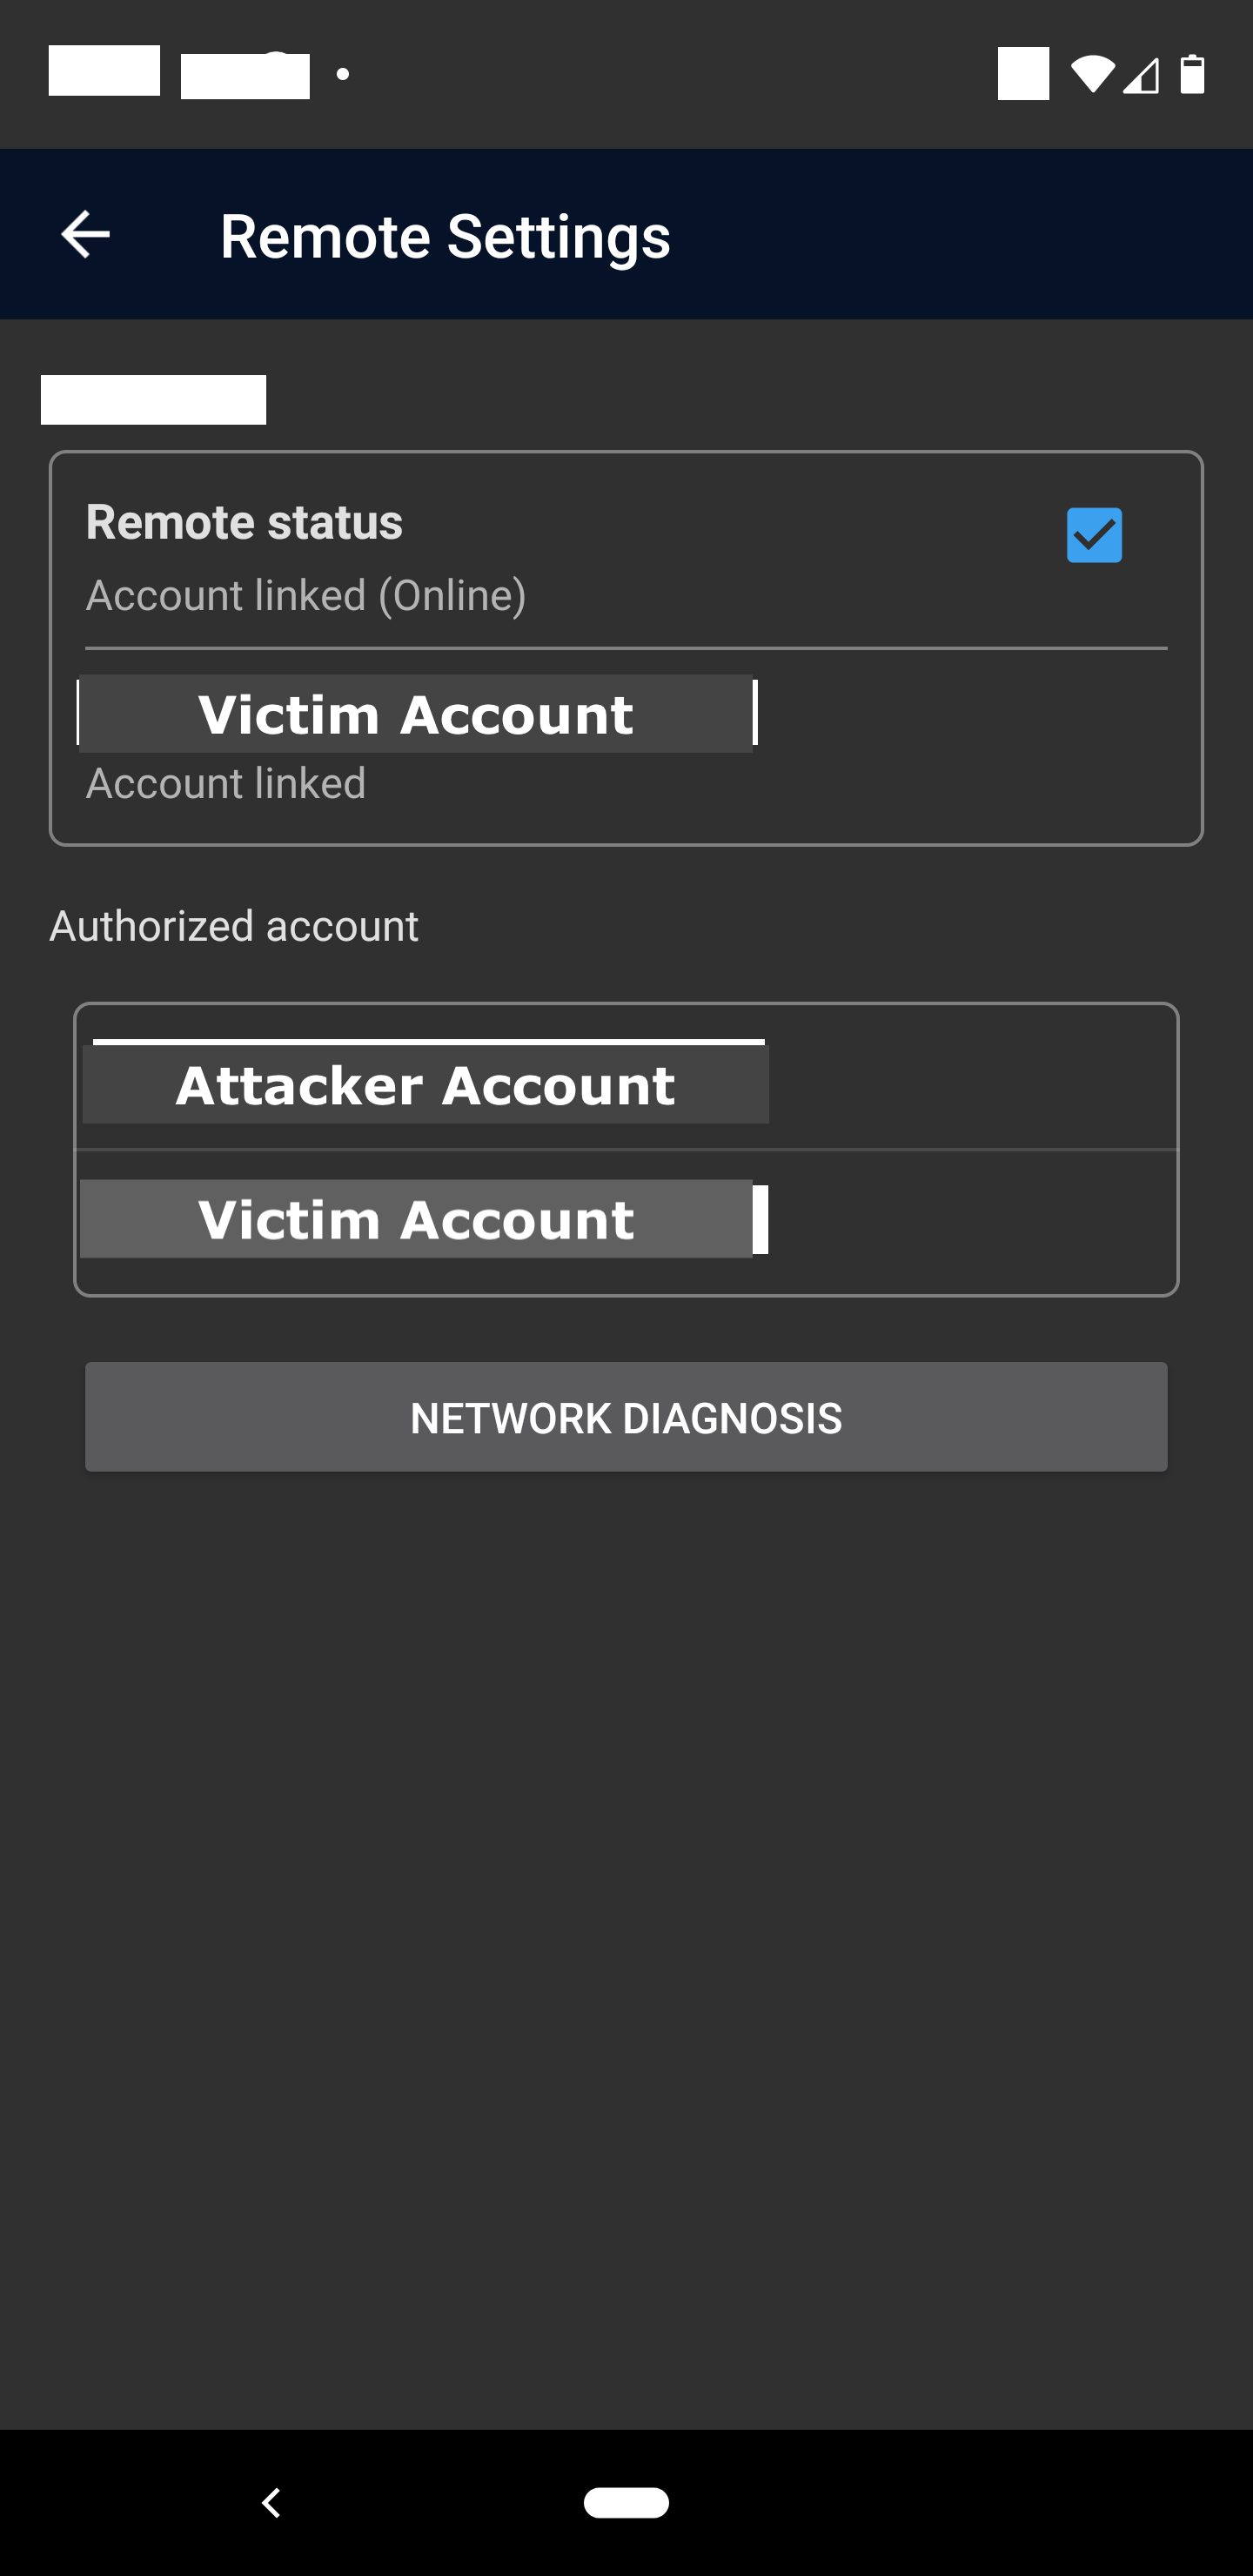 Remote Settings
Remote status
Account linked (Online)
Victim Account
Account linked
Authorized account
Attacker Account
Victim Account
NETWORK DIAGNOSIS